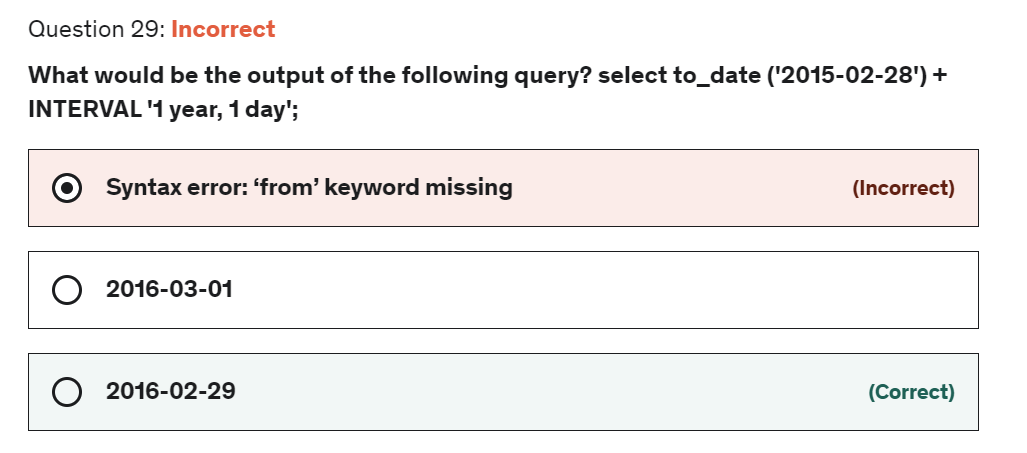 Question 29: Incorrect
What would be the output of the following query? select to_date ('2015-02-28') +
INTERVAL '1 year, 1 day';
Syntax error: ‘from’ keyword missing (Incorrect)
2016-03-01
2016-02-29 (Correct)